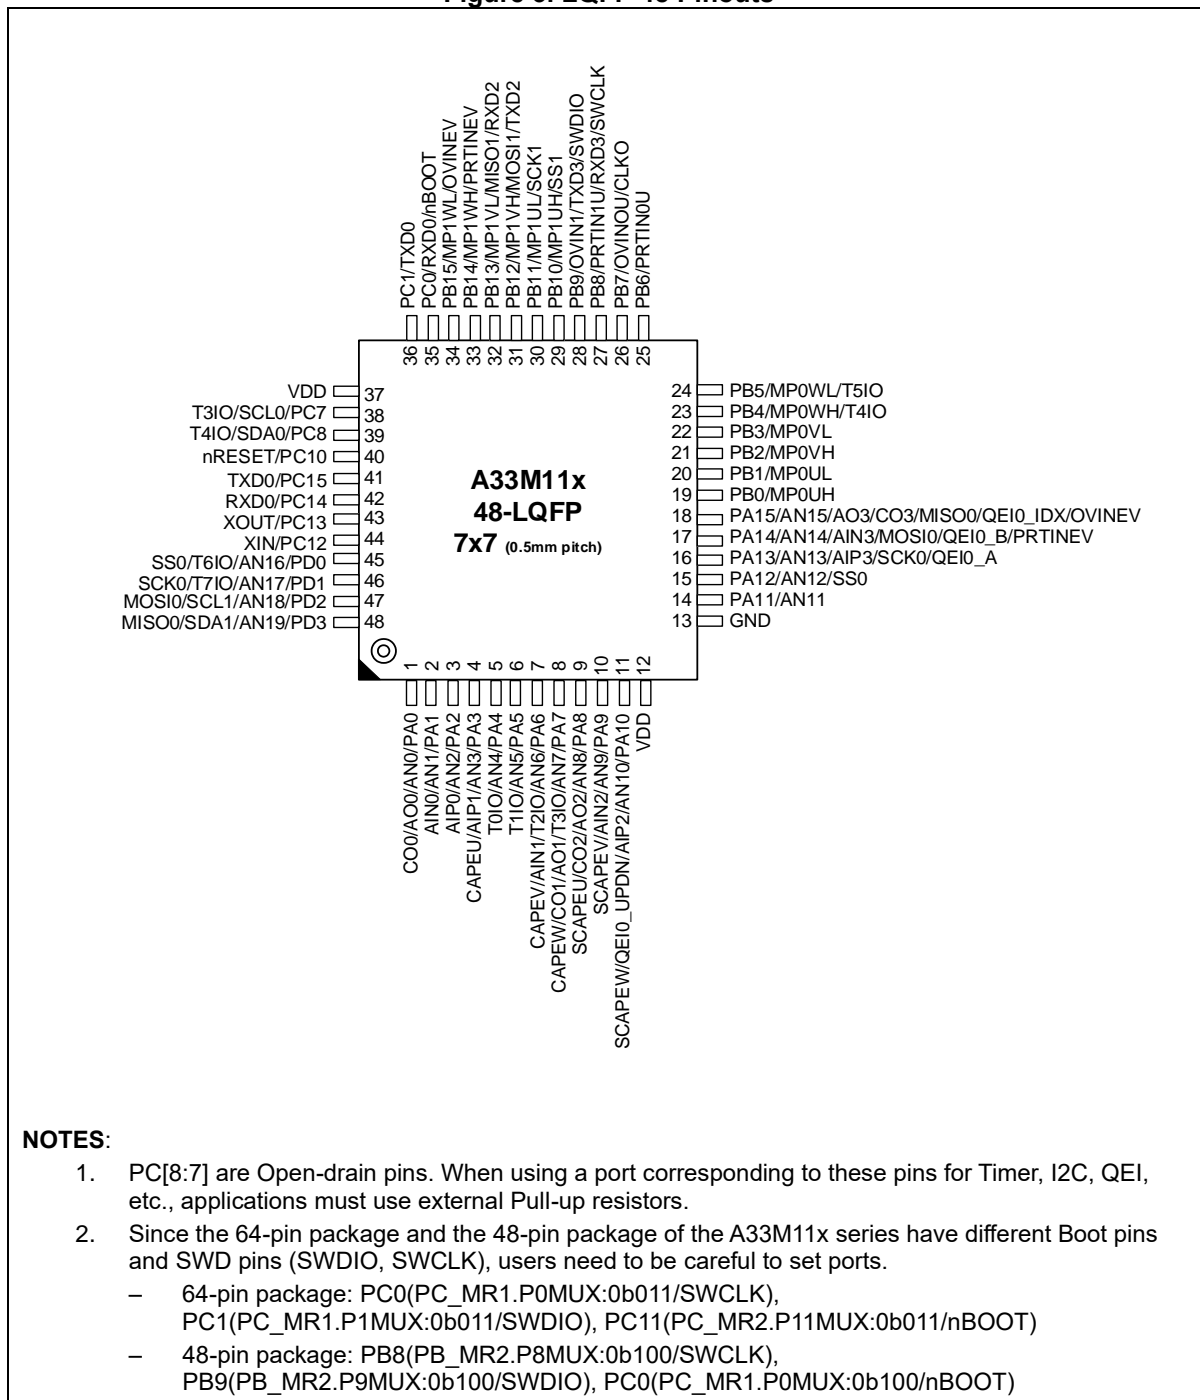 PC1/TXD0
PC0/RXD0/nBOOT
PB15/MP1WL/OVINEV
PB14/MP1WH/PRTINEV
PB13/MP1VL/MISO1/RXD2
PB12/MP1VH/MOSI1/TXD2
PB11/MP1UL/SCK1
PB10/MP1UH/SS1
PB9/OVIN1/TXD3/SWDIO
PB8/PRTIN1U/RXD3/SWCLK
PB7/OVINOU/CLKO
PB6/PRTIN0U
36
35
34
33
32
31
30
29
28
27
26
25
VDD 37
T3IO/SCL0/PC7 38
T4IO/SDA0/PC8 39
nRESET/PC10 40
TXD0/PC15 41
RXD0/PC14 42
XOUT/PC13 43
XIN/PC12 44
SS0/T6IO/AN16/PD0 45
SCK0/T7IO/AN17/PD1 46
MOSI0/SCL1/AN18/PD2 47
MISO0/SDA1/AN19/PD3 48
A33M11x
48-LQFP
7x7 (0.5mm pitch)
24 PB5/MP0WL/T5IO
23 PB4/MP0WH/T4IO
22 PB3/MP0VL
21 PB2/MP0VH
20 PB1/MP0UL
19 PB0/MP0UH
18 PA15/AN15/AO3/CO3/MISO0/QEI0_IDX/OVINEV
17 PA14/AN14/AIN3/MOSI0/QEI0_B/PRTINEV
16 PA13/AN13/AIP3/SCK0/QEI0_A
15 PA12/AN12/SS0
14 PA11/AN11
13 GND
1
2
3
4
5
6
7
8
9
10
11
12
CO0/AO0/AN0/PA0
AIN0/AN1/PA1
AIP0/AN2/PA2
CAPEU/AIP1/AN3/PA3
T0IO/AN4/PA4
T1IO/AN5/PA5
CAPEV/AIN1/T2IO/AN6/PA6
CAPEW/CO1/AO1/T3IO/AN7/PA7
SCAPEU/CO2/AO2/AN8/PA8
SCAPEV/AIN2/AN9/PA9
SCAPEW/QEI0_UPDN/AIP2/AN10/PA10
VDD
NOTES:
1. PC[8:7] are Open-drain pins. When using a port corresponding to these pins for Timer, I2C, QEI,
etc., applications must use external Pull-up resistors.
2. Since the 64-pin package and the 48-pin package of the A33M11x series have different Boot pins
and SWD pins (SWDIO, SWCLK), users need to be careful to set ports.
– 64-pin package: PC0(PC_MR1.P0MUX:0b011/SWCLK),
PC1(PC_MR1.P1MUX:0b011/SWDIO), PC11(PC_MR2.P11MUX:0b011/nBOOT)
– 48-pin package: PB8(PB_MR2.P8MUX:0b100/SWCLK),
PB9(PB_MR2.P9MUX:0b100/SWDIO), PC0(PC_MR1.P0MUX:0b100/nBOOT)